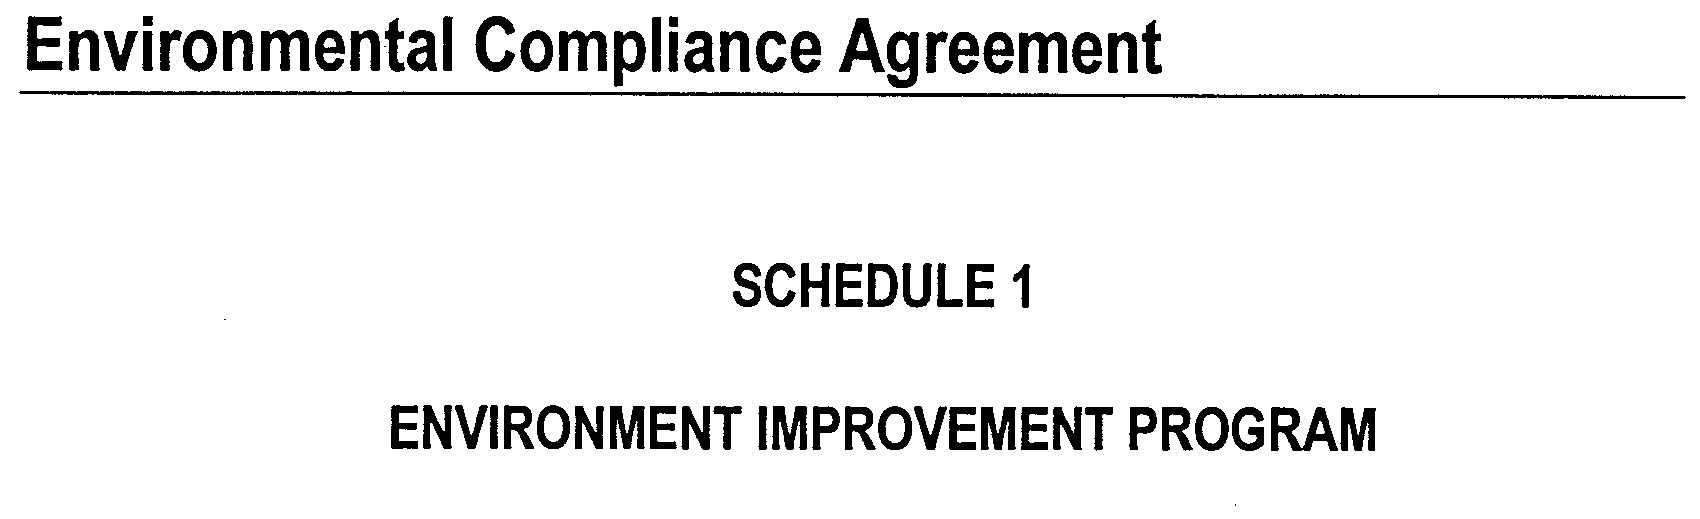 Environmental Compliance Agreement
SCHEDULE 1
ENVIRONMENT IMPROVEMENT PROGRAM